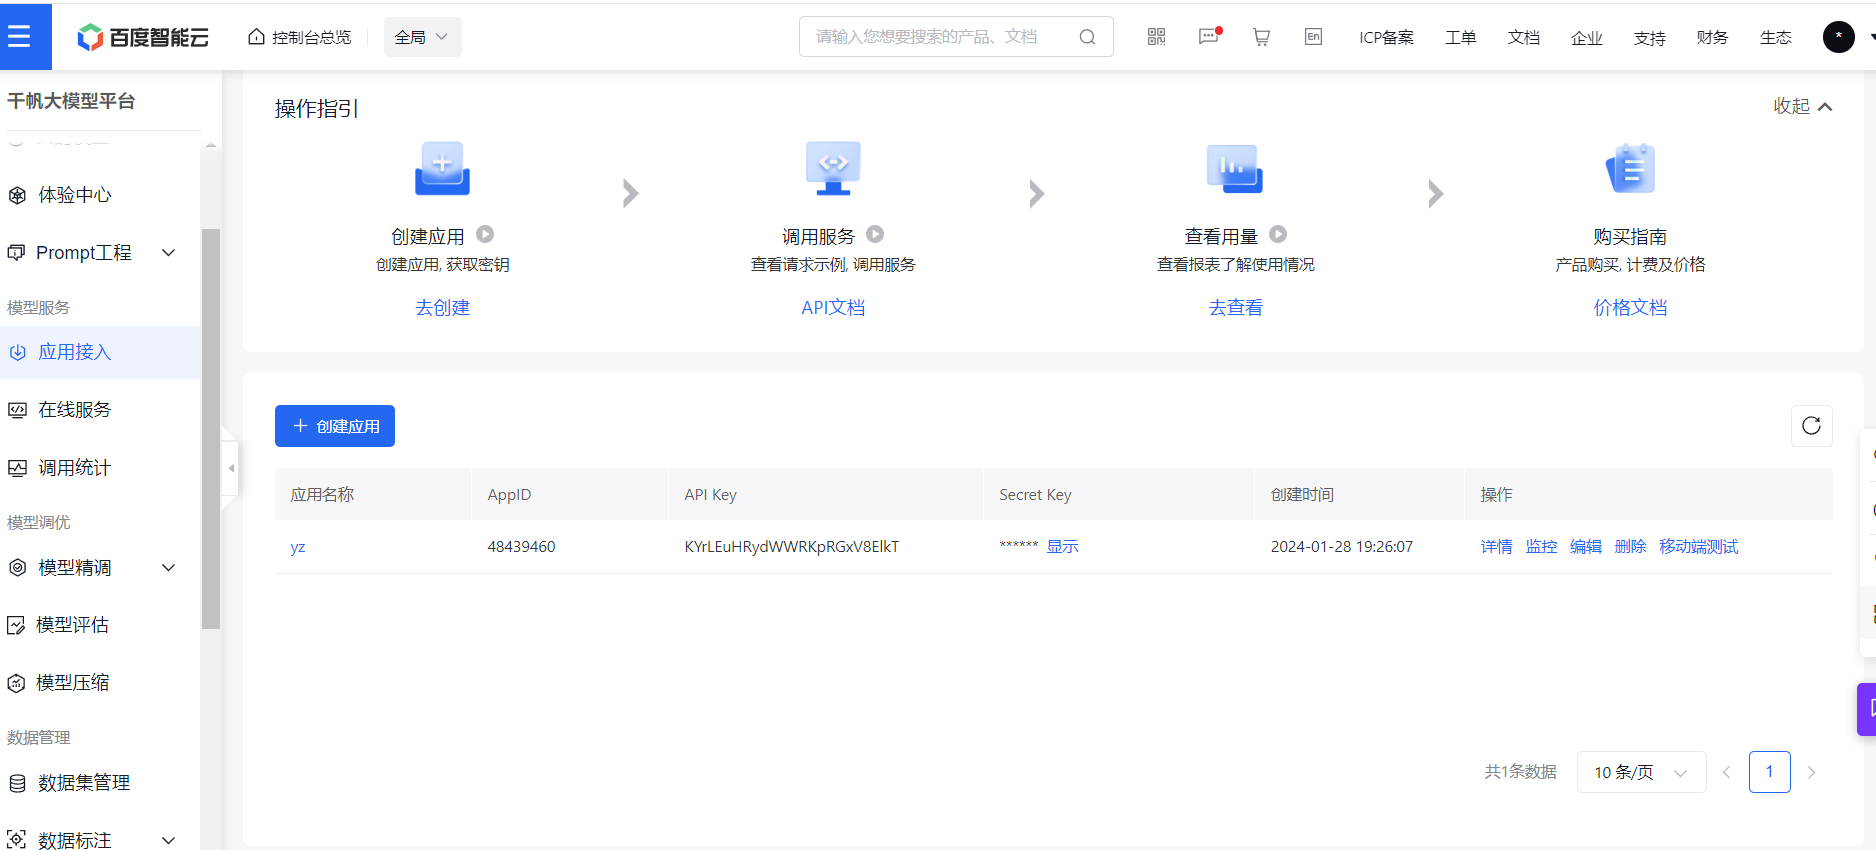 百度智能云
控制台总览
全局
请输入您想要搜索的产品、文档
En
ICP备案
工单
文档
企业
支持
财务
生态
*
千帆大模型平台
体验中心
Prompt工程
模型服务
应用接入
在线服务
调用统计
模型调优
模型精调
模型评估
模型压缩
数据管理
数据集管理
数据标注
操作指引
收起
创建应用
创建应用, 获取密钥
去创建
调用服务
查看请求示例, 调用服务
API文档
查看用量
查看报表了解使用情况
去查看
购买指南
产品购买, 计费及价格
价格文档
创建应用
应用名称 AppID API Key Secret Key 创建时间 操作
yz 48439460 KYrLEuHRydWWRKpRGxV8ElkT ****** 显示 2024-01-28 19:26:07 详情 监控 编辑 删除 移动端测试
共1条数据 10 条/页 1